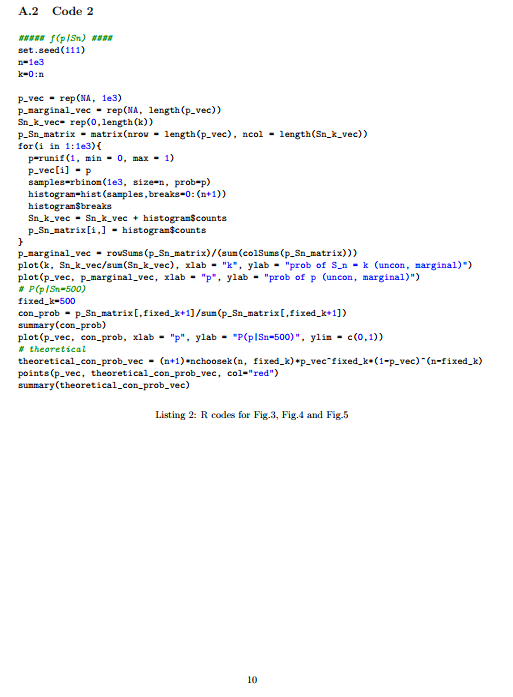 A.2 Code 2
##### f(p|Sn) ####
set.seed(111)
n=1e3
k=0:n
p_vec = rep(NA, 1e3)
p_marginal_vec = rep(NA, length(p_vec))
Sn_k_vec= rep(0,length(k))
p_Sn_matrix = matrix(nrow = length(p_vec), ncol = length(Sn_k_vec))
for(i in 1:1e3){
  p=runif(1, min = 0, max = 1)
  p_vec[i] = p
  samples=rbinom(1e3, size=n, prob=p)
  histogram=hist(samples,breaks=0:(n+1))
  histogram$breaks
  Sn_k_vec = Sn_k_vec + histogram$counts
  p_Sn_matrix[i,] = histogram$counts
}
p_marginal_vec = rowSums(p_Sn_matrix)/(sum(colSums(p_Sn_matrix)))
plot(k, Sn_k_vec/sum(Sn_k_vec), xlab = "k", ylab = "prob of S_n = k (uncon, marginal)")
plot(p_vec, p_marginal_vec, xlab = "p", ylab = "prob of p (uncon, marginal)")
# P(p|Sn=500)
fixed_k=500
con_prob = p_Sn_matrix[,fixed_k+1]/sum(p_Sn_matrix[,fixed_k+1])
summary(con_prob)
plot(p_vec, con_prob, xlab = "p", ylab = "P(p|Sn=500)", ylim = c(0,1))
# theoretical
theoretical_con_prob_vec = (n+1)*nchoosek(n, fixed_k)*p_vec^fixed_k*(1-p_vec)^(n-fixed_k)
points(p_vec, theoretical_con_prob_vec, col="red")
summary(theoretical_con_prob_vec)
Listing 2: R codes for Fig.3, Fig.4 and Fig.5
10